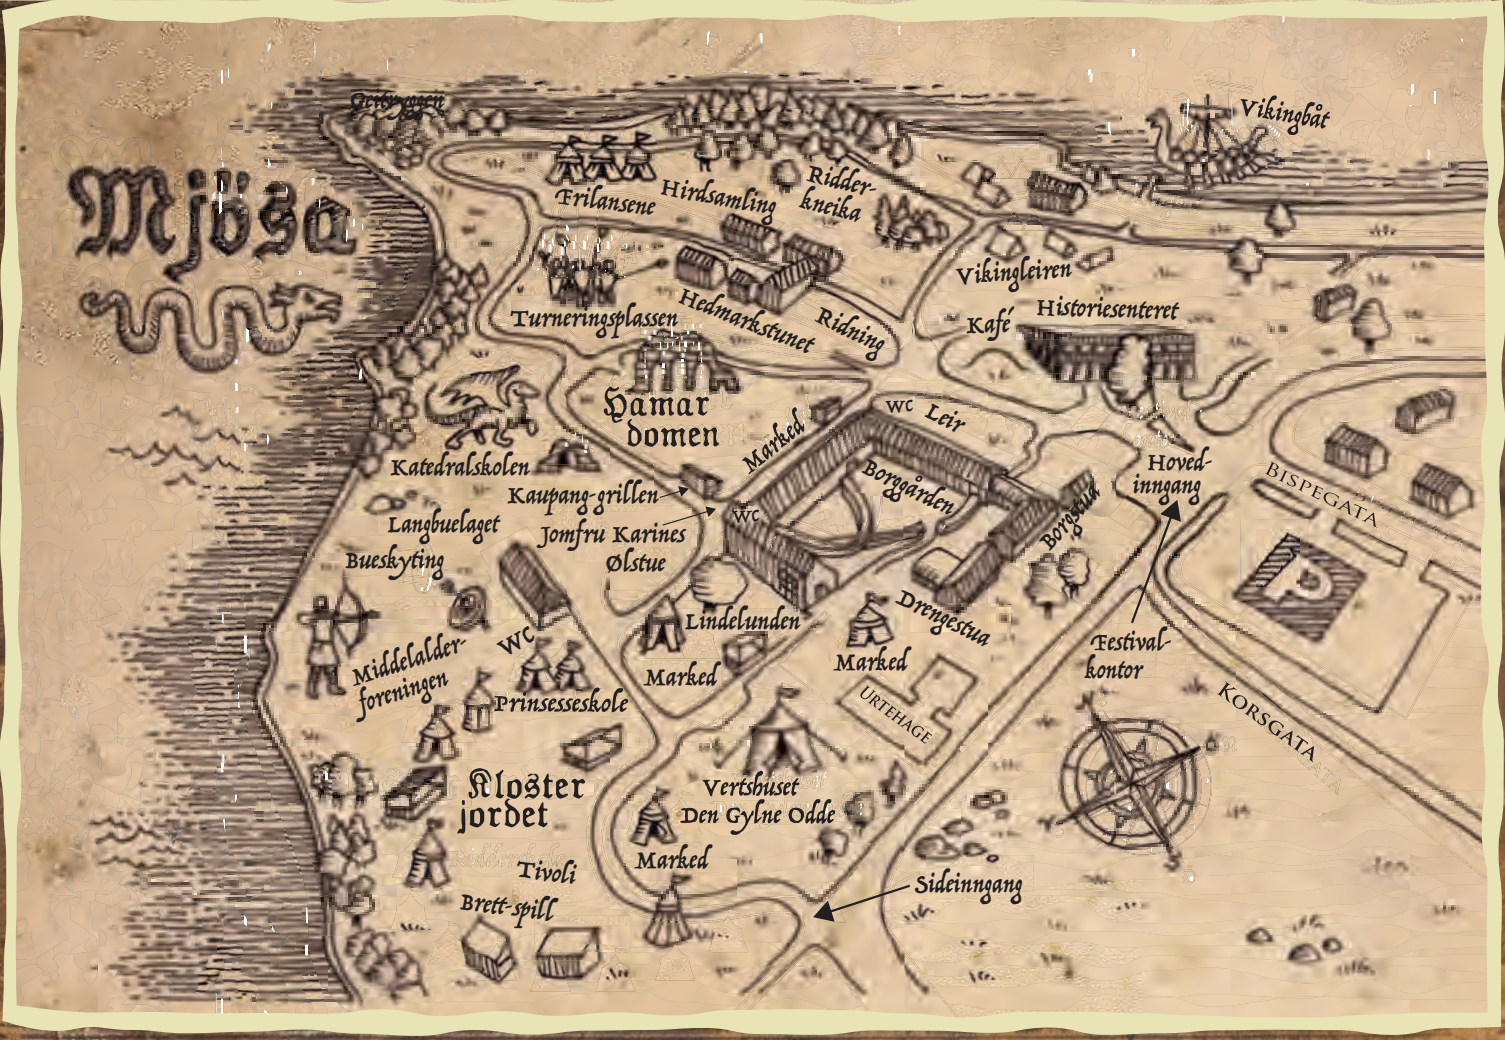 Vikingbåt
Mjøsa
Frilansene
Hirdsamling
Ridder-
kneika
Vikingleiren
Turneringsplassen
Hedmarkstunet
Ridning
Kafé
Historiesenteret
Hamar
domen
Marked
WC
Leir
Katedralskolen
Kaupang-grillen
Borggården
Hoved-
inngang
BISPEGATA
Langbuelaget
Jomfru Karines
Ølstue
WC
Borgstua
Bueskyting
P
Lindelunden
Drengestua
WC
Middelalder-
foreningen
Marked
Marked
Festival-
kontor
Prinsesseskole
URTEHAGE
KORSGATA
N
Kloster
jordet
Vertshuset
Den Gylne Odde
Marked
S
Tivoli
Brett-spill
Sideinngang